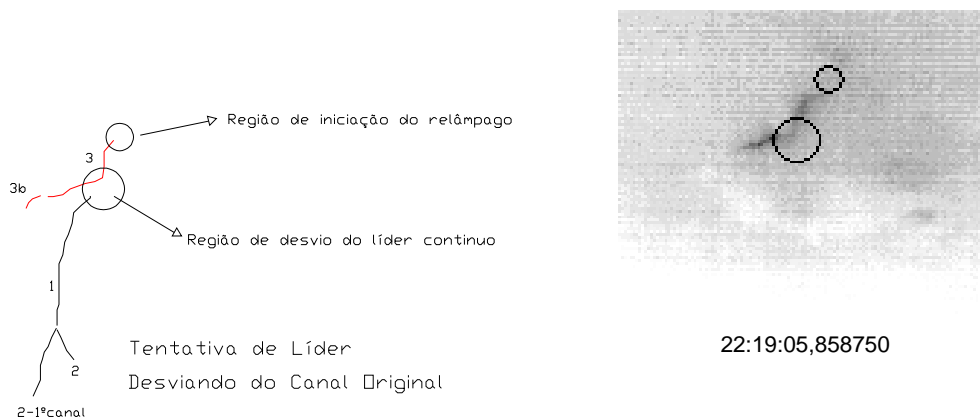 Região de iniciação do relâmpago
3
3b
Região de desvio do líder continuo
1
2
Tentativa de Líder
Desviando do Canal Original
2-1ºcanal
22:19:05,858750